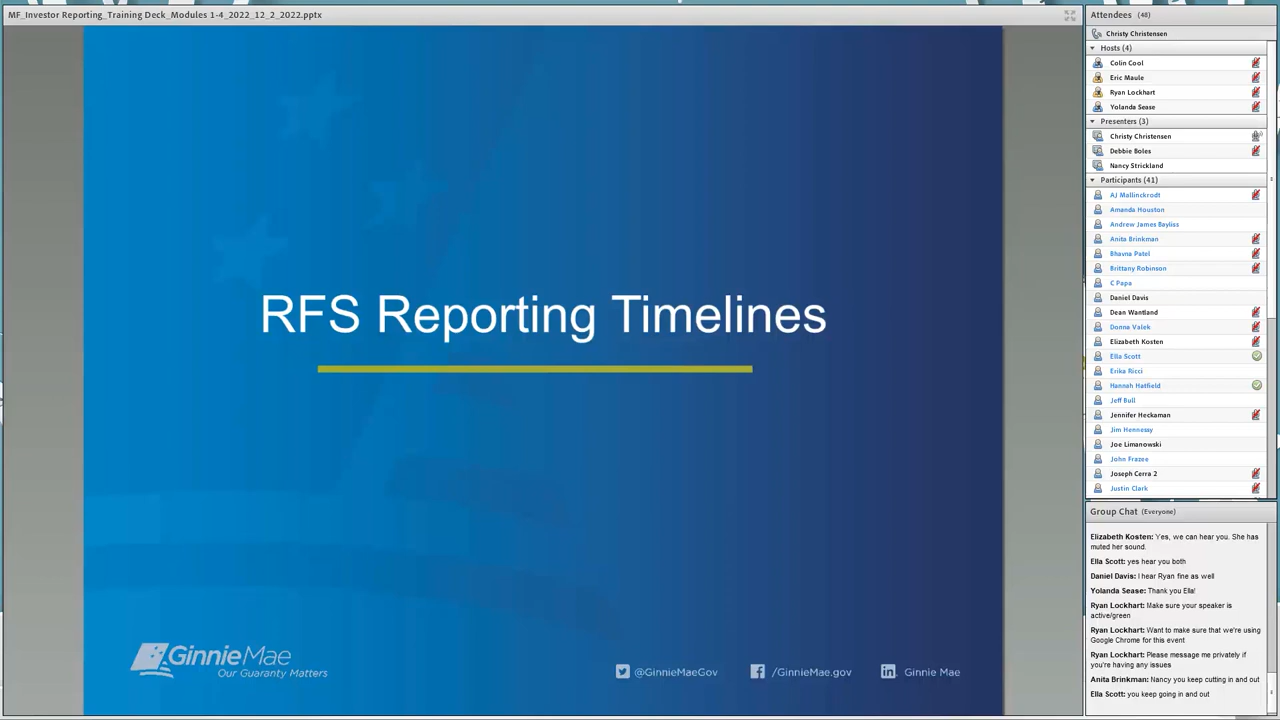 MF_Investor Reporting_Training Deck_Modules 1-4_2022_12_2_2022.pptx
RFS Reporting Timelines
GinnieMae
Our Guaranty Matters
@GinnieMaeGov
/GinnieMae.gov
in Ginnie Mae
Attendees (48)
Christy Christensen
Hosts (4)
Colin Cool
Eric Maule
Ryan Lockhart
Yolanda Sease
Presenters (3)
Christy Christensen
Debbie Boles
Nancy Strickland
Participants (41)
AJ Mallinckrodt
Amanda Houston
Andrew James Bayliss
Anita Brinkman
Bhavna Patel
Brittany Robinson
C Papa
Daniel Davis
Dean Wantland
Donna Valek
Elizabeth Kosten
Ella Scott
Erika Ricci
Hannah Hatfield
Jeff Bull
Jennifer Heckaman
Jim Hennessy
Joe Limanowski
John Frazee
Joseph Cerra 2
Justin Clark
Group Chat (Everyone)
Elizabeth Kosten: Yes, we can hear you. She has
muted her sound.
Ella Scott: yes hear you both
Daniel Davis: I hear Ryan fine as well
Yolanda Sease: Thank you Ella!
Ryan Lockhart: Make sure your speaker is
active/green
Ryan Lockhart: Want to make sure that we're using
Google Chrome for this event
Ryan Lockhart: Please message me privately if
you're having any issues
Anita Brinkman: Nancy you keep cutting in and out
Ella Scott: you keep going in and out